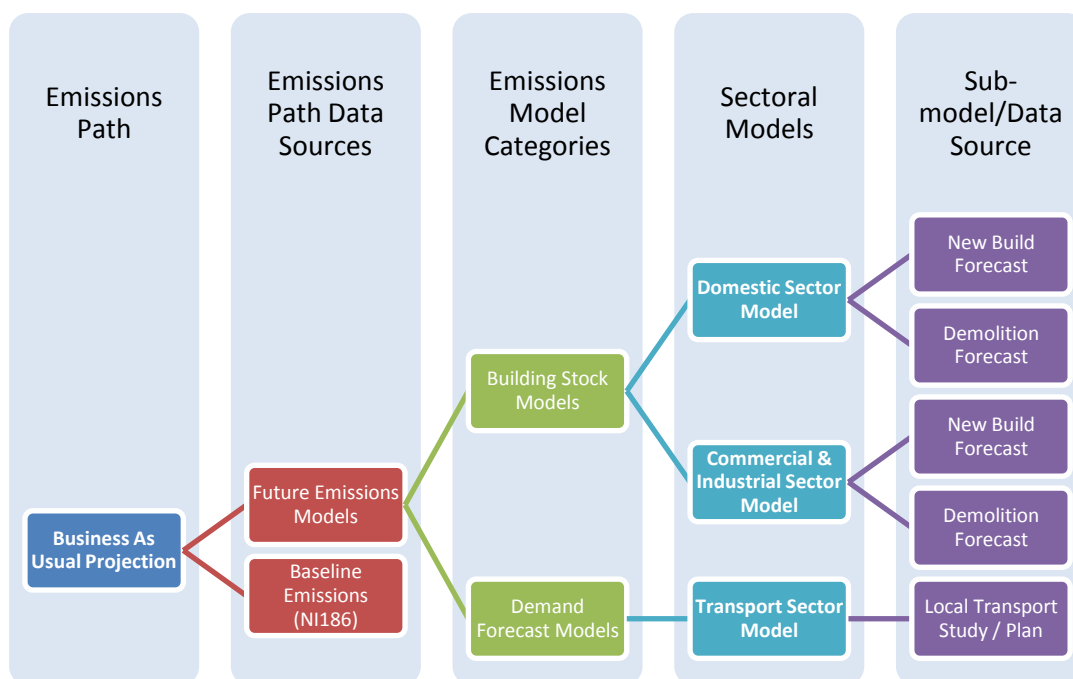 Emissions
Path
Emissions
Path Data
Sources
Emissions
Model
Categories
Sectoral
Models
Sub-
model/Data
Source
Business As
Usual Projection
Future Emissions
Models
Baseline
Emissions
(NI186)
Building Stock
Models
Demand
Forecast Models
Domestic Sector
Model
Commercial &
Industrial Sector
Model
Transport Sector
Model
New Build
Forecast
Demolition
Forecast
New Build
Forecast
Demolition
Forecast
Local Transport
Study / Plan